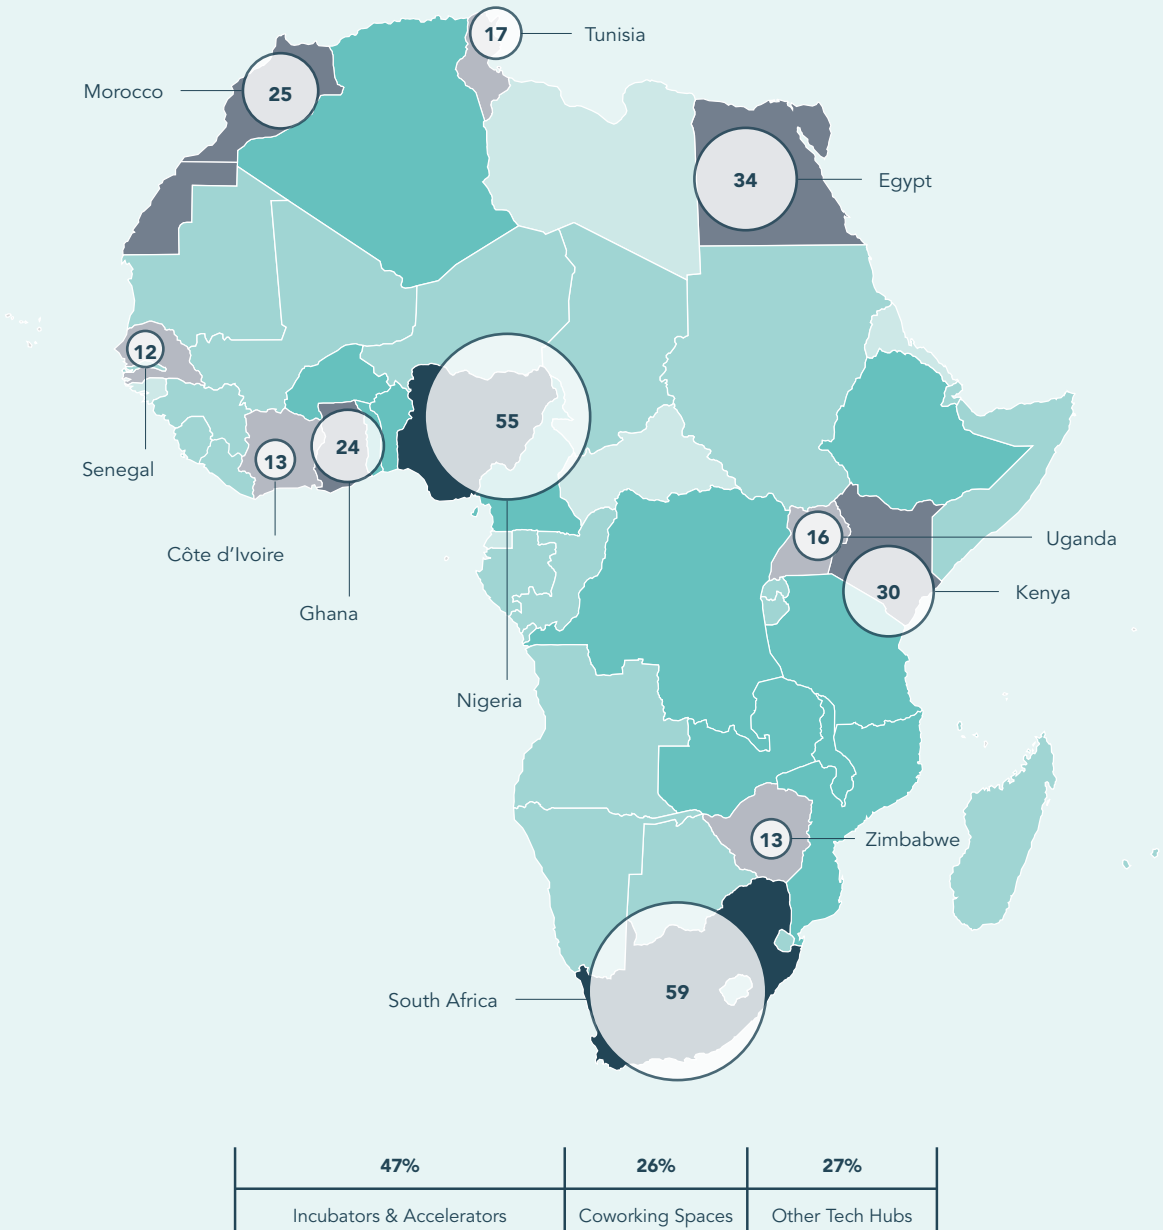 17
Tunisia
Morocco
25
34
Egypt
12
55
24
13
Senegal
16
Uganda
Côte d’Ivoire
30
Kenya
Ghana
Nigeria
13
Zimbabwe
South Africa
59
47%
26%
27%
Incubators & Accelerators
Coworking Spaces
Other Tech Hubs